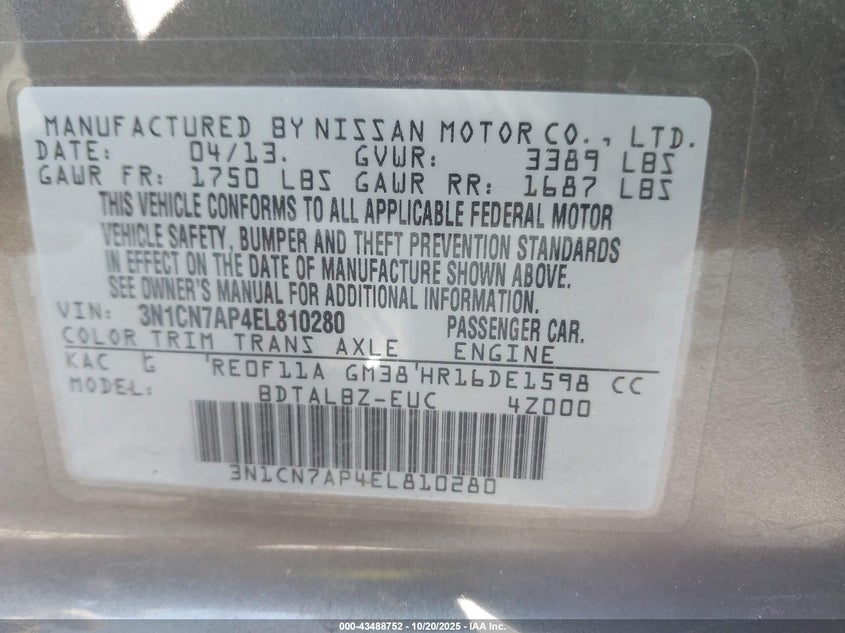 MANUFACTURED BY NISSAN MOTOR CO., LTD.
DATE: 04/13. GVWR: 3389 LBS
GAWR FR: 1750 LBS GAWR RR: 1687 LBS
THIS VEHICLE CONFORMS TO ALL APPLICABLE FEDERAL MOTOR
VEHICLE SAFETY, BUMPER AND THEFT PREVENTION STANDARDS
IN EFFECT ON THE DATE OF MANUFACTURE SHOWN ABOVE.
SEE OWNER'S MANUAL FOR ADDITIONAL INFORMATION.
VIN: 3N1CN7AP4EL810280 PASSENGER CAR.
COLOR TRIM TRANS AXLE ENGINE
KAC G 'RE0F11A GM38'HR16DE1598 CC
MODEL: BDTALBZ-EUC 4Z000
3N1CN7AP4EL810280
000-43488752 | 10/20/2025 - IAA Inc.